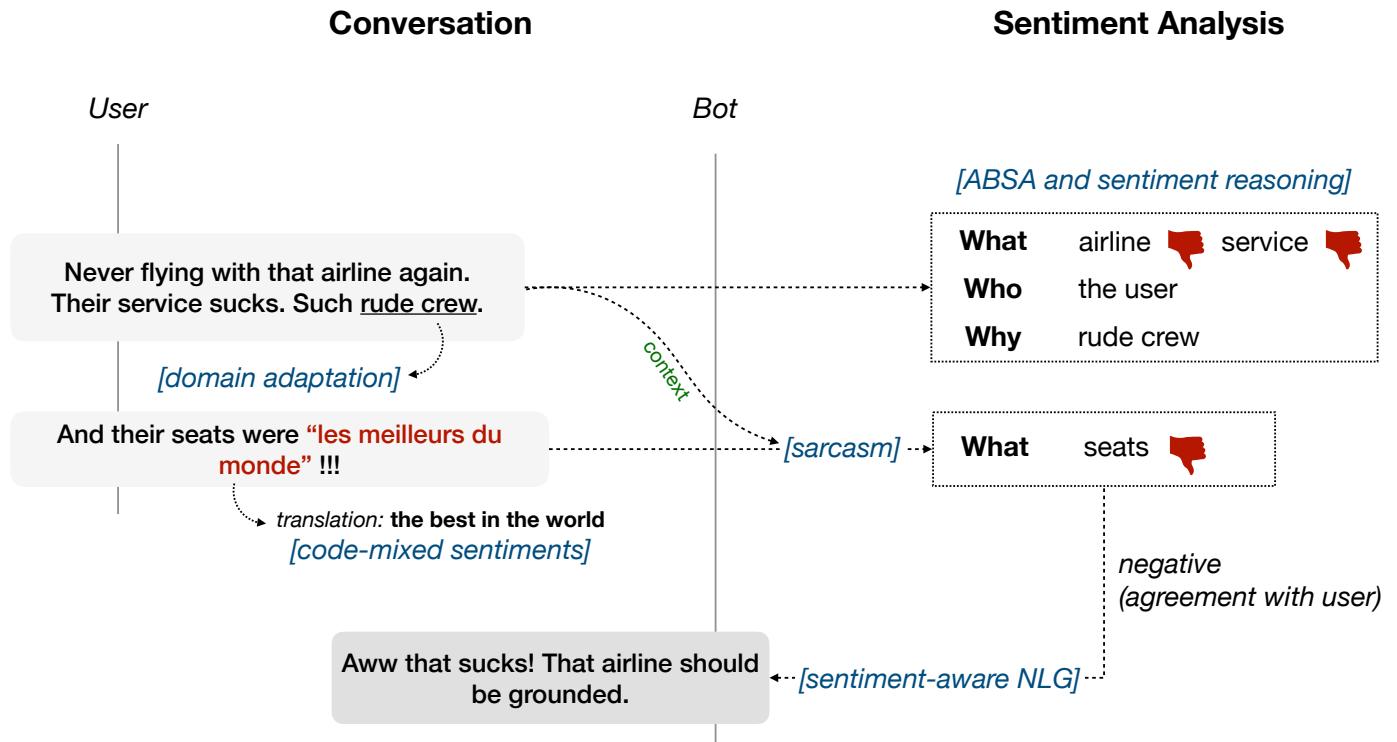 Conversation
Sentiment Analysis
User
Bot
[ABSA and sentiment reasoning]
What airline service
Who the user
Why rude crew
Never flying with that airline again.
Their service sucks. Such rude crew.
context
[domain adaptation]
And their seats were “les meilleurs du
monde” !!!
[sarcasm]
What seats
translation: the best in the world
[code-mixed sentiments]
negative
(agreement with user)
Aww that sucks! That airline should
be grounded.
[sentiment-aware NLG]